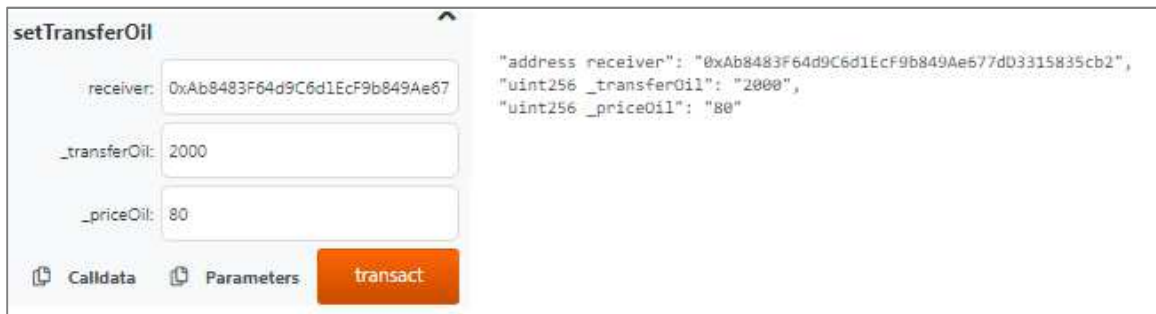 setTransferOil
receiver: 0xAb8483F64d9C6d1EcF9b849Ae67
_transferOil: 2000
_priceOil: 80
Calldata Parameters transact
"address receiver": "0xAb8483F64d9C6d1EcF9b849Ae677dD3315835cb2",
"uint256 _transferOil": "2000",
"uint256 _priceOil": "80"